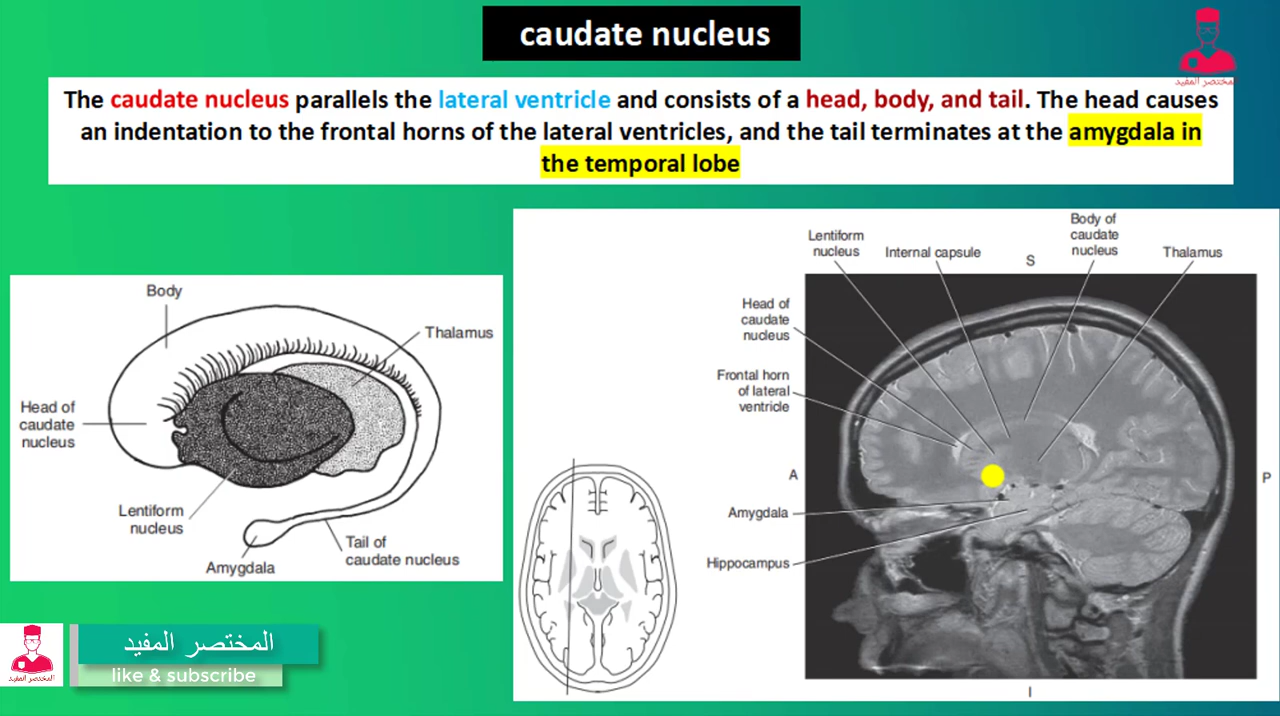 caudate nucleus
المختصر المفيد
The caudate nucleus parallels the lateral ventricle and consists of a head, body, and tail. The head causes
an indentation to the frontal horns of the lateral ventricles, and the tail terminates at the amygdala in
the temporal lobe
Body
Thalamus
Head of
caudate
nucleus
Lentiform
nucleus
Amygdala
Tail of
caudate nucleus
Lentiform
nucleus
Internal capsule
Body of
caudate
nucleus
Thalamus
S
Head of
caudate
nucleus
Frontal horn
of lateral
ventricle
A
P
Amygdala
Hippocampus
I
المختصر المفيد
المختصر المفيد
like & subscribe